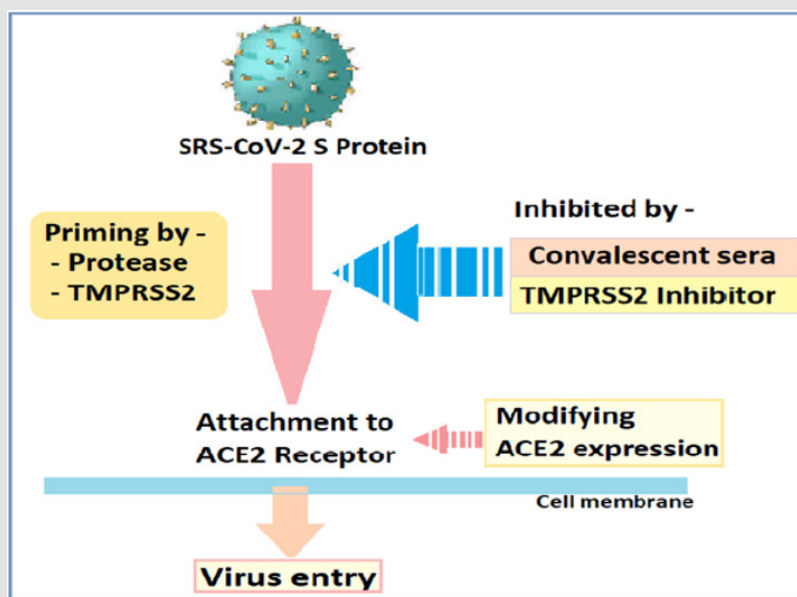 SRS-CoV-2 S Protein
Priming by -
- Protease
- TMPRSS2
Inhibited by -
Convalescent sera
TMPRSS2 Inhibitor
Attachment to
ACE2 Receptor
Modifying
ACE2 expression
Cell membrane
Virus entry